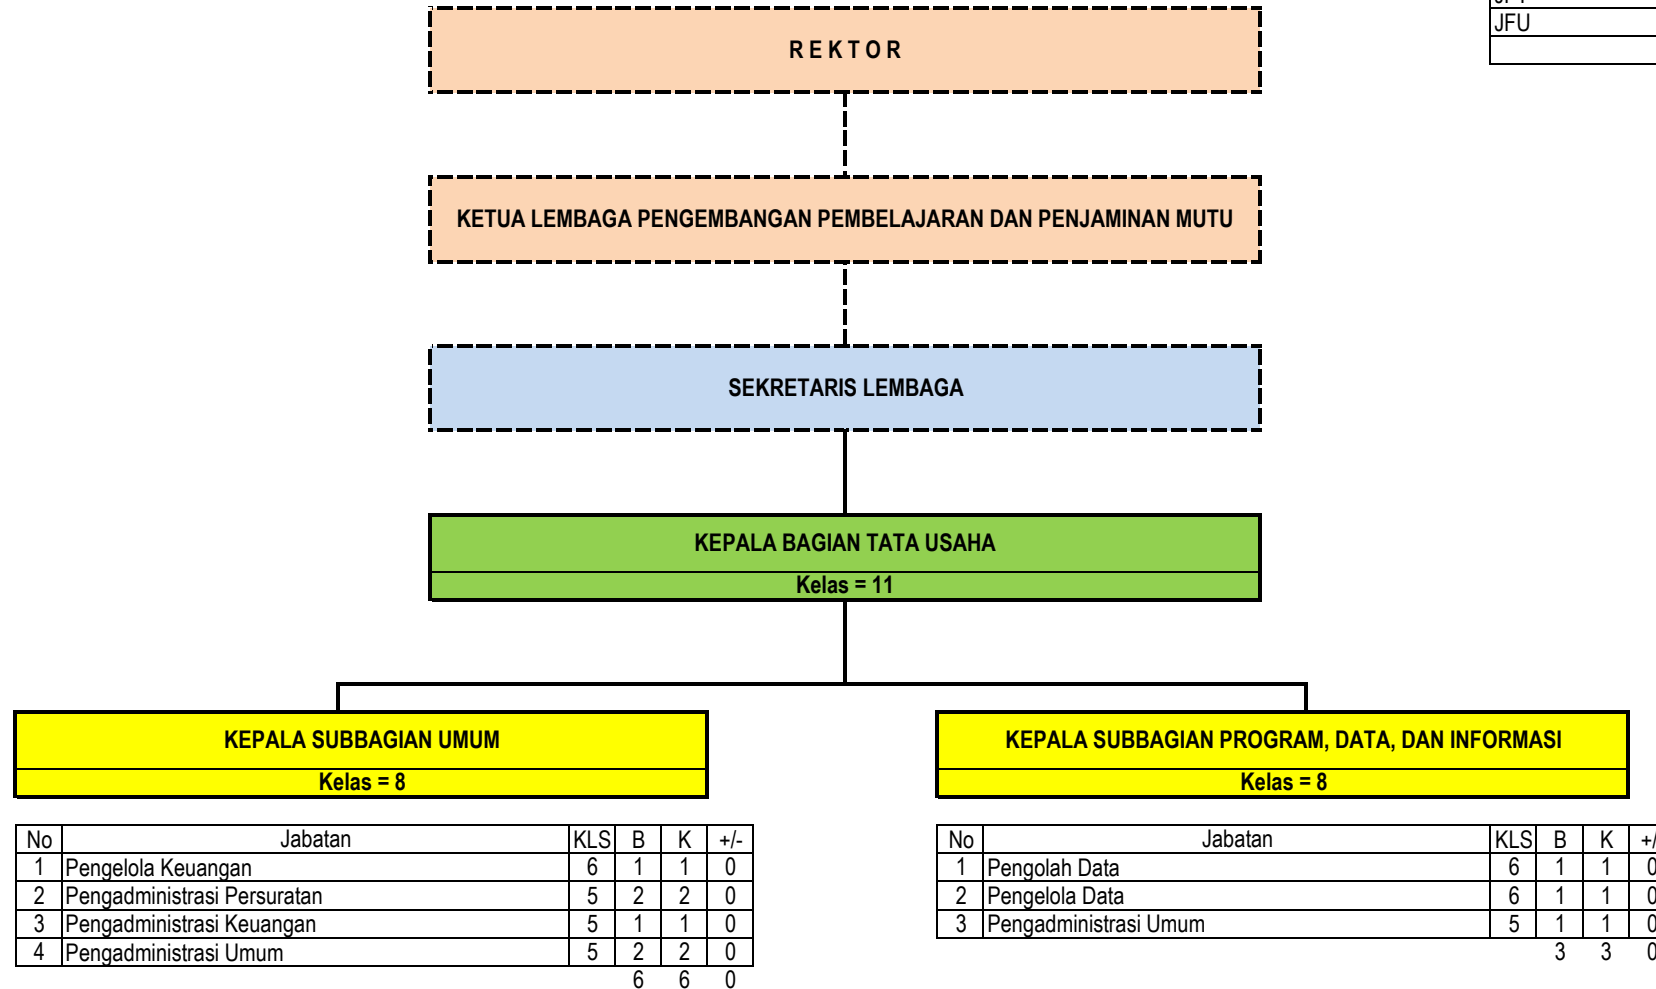 JFU
R E K T O R
KETUA LEMBAGA PENGEMBANGAN PEMBELAJARAN DAN PENJAMINAN MUTU
SEKRETARIS LEMBAGA
KEPALA BAGIAN TATA USAHA
Kelas = 11
KEPALA SUBBAGIAN UMUM
Kelas = 8
No Jabatan KLS B K +/-
1 Pengelola Keuangan 6 1 1 0
2 Pengadministrasi Persuratan 5 2 2 0
3 Pengadministrasi Keuangan 5 1 1 0
4 Pengadministrasi Umum 5 2 2 0
6 6 0
KEPALA SUBBAGIAN PROGRAM, DATA, DAN INFORMASI
Kelas = 8
No Jabatan KLS B K +/
1 Pengolah Data 6 1 1 0
2 Pengelola Data 6 1 1 0
3 Pengadministrasi Umum 5 1 1 0
3 3 0